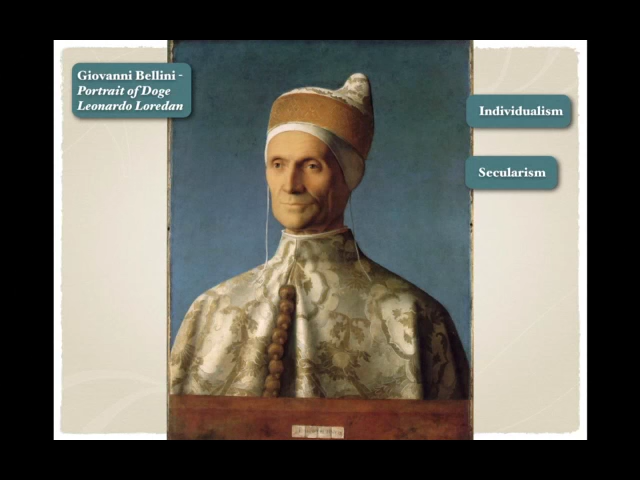 Giovanni Bellini -
Portrait of Doge
Leonardo Loredan
Individualism
Secularism